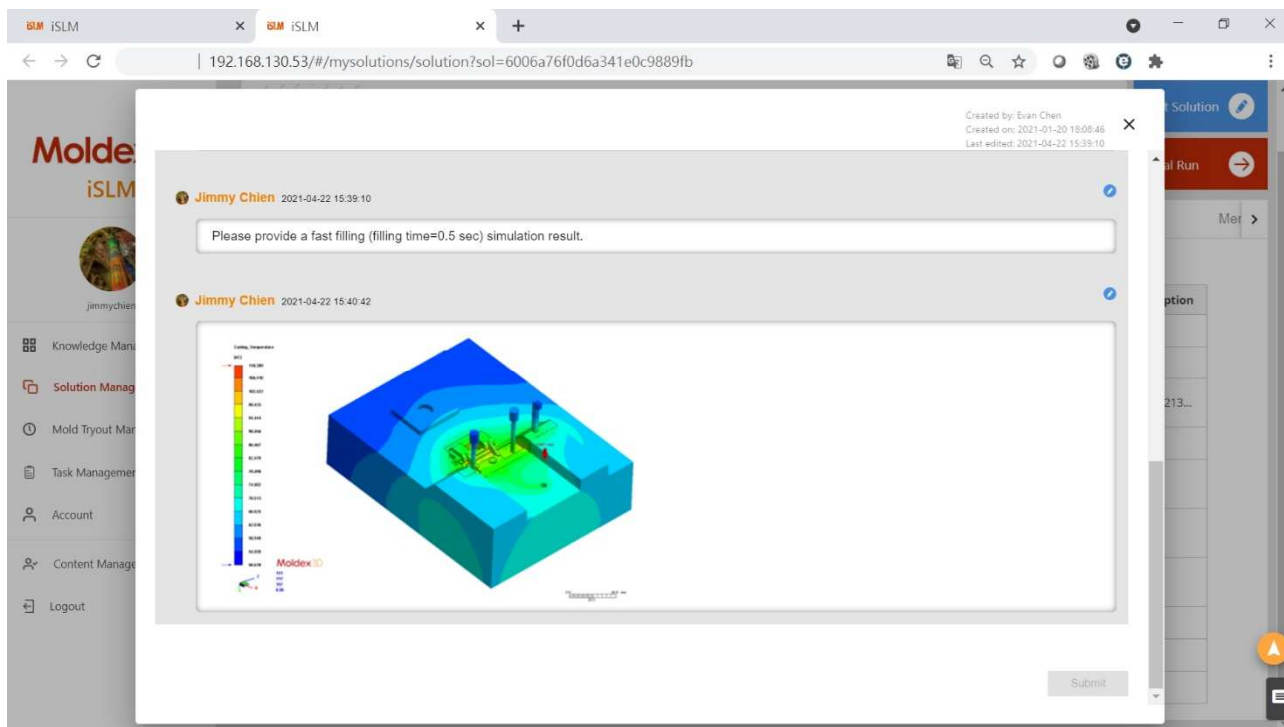 iSLM iSLM
iSLM iSLM
192.168.130.53/#/mysolutions/solution?sol=6006a76f0d6a341e0c9889fb
Created by: Evan Chen
Created on: 2021-01-20 18:08:46
Last edited: 2021-04-22 15:39:10
t Solution
al Run
Mer
ption
213...
Molde
iSLM
jimmychien
Knowledge Mana
Solution Manag
Mold Tryout Mar
Task Managemer
Account
Content Manage
Logout
Jimmy Chien 2021-04-22 15:39:10
Please provide a fast filling (filling time=0.5 sec) simulation result.
Jimmy Chien 2021-04-22 15:40:42
Cooling_Temperature
Moldex3D
Submit